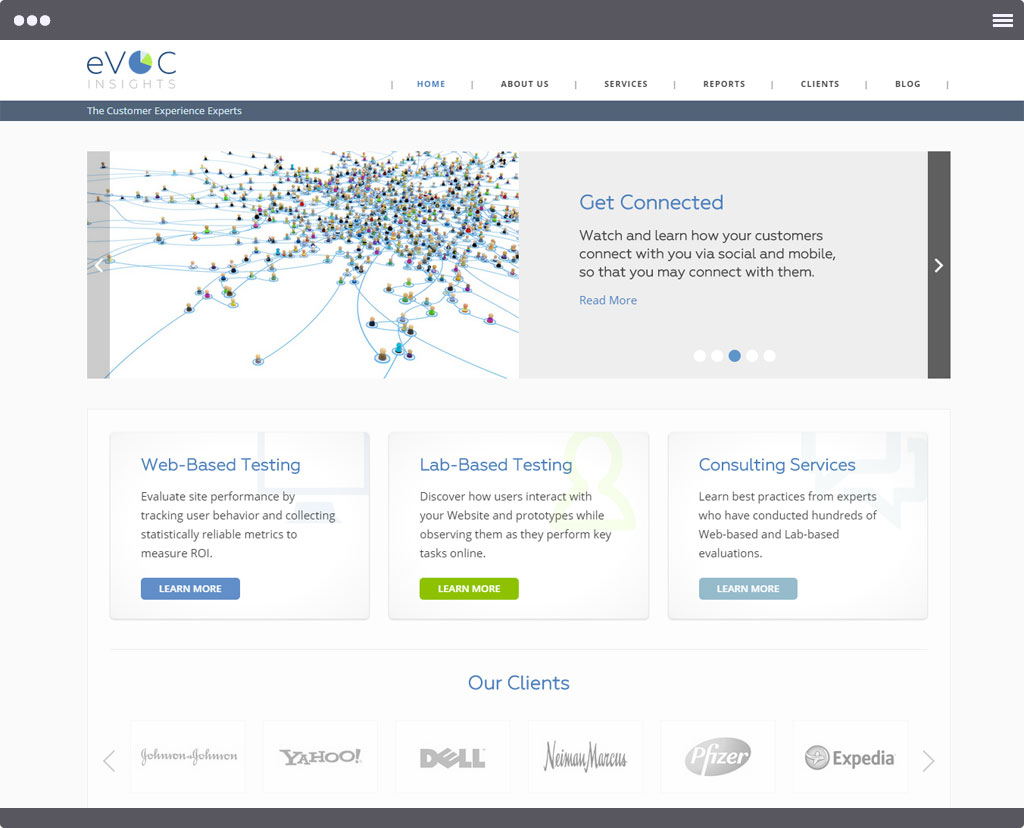 eVOC
INSIGHTS
| HOME | ABOUT US | SERVICES | REPORTS | CLIENTS | BLOG |
The Customer Experience Experts
Get Connected
Watch and learn how your customers
connect with you via social and mobile,
so that you may connect with them.
Read More
Web-Based Testing
Evaluate site performance by
tracking user behavior and collecting
statistically reliable metrics to
measure ROI.
LEARN MORE
Lab-Based Testing
Discover how users interact with
your Website and prototypes while
observing them as they perform key
tasks online.
LEARN MORE
Consulting Services
Learn best practices from experts
who have conducted hundreds of
Web-based and Lab-based
evaluations.
LEARN MORE
Our Clients
Johnson & Johnson
YAHOO!
DELL
Neiman Marcus
Pfizer
Expedia